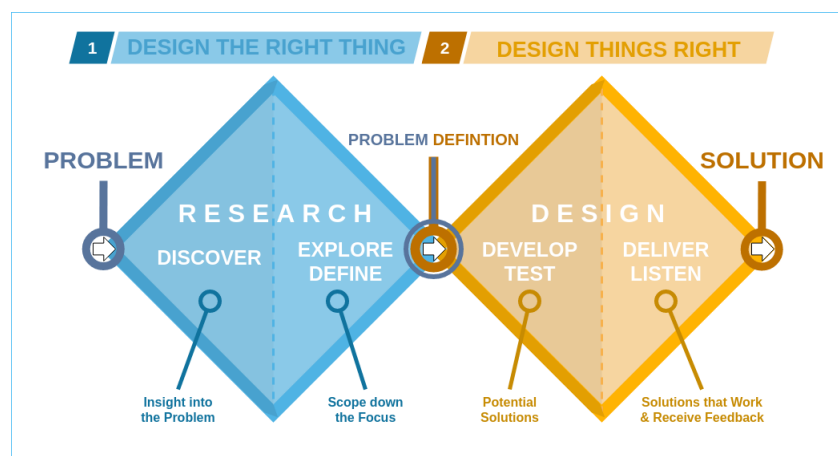 1 DESIGN THE RIGHT THING
2 DESIGN THINGS RIGHT
PROBLEM
PROBLEM DEFINTION
SOLUTION
RESEARCH
DISCOVER
EXPLORE
DEFINE
DESIGN
DEVELOP
TEST
DELIVER
LISTEN
Insight into
the Problem
Scope down
the Focus
Potential
Solutions
Solutions that Work
& Receive Feedback